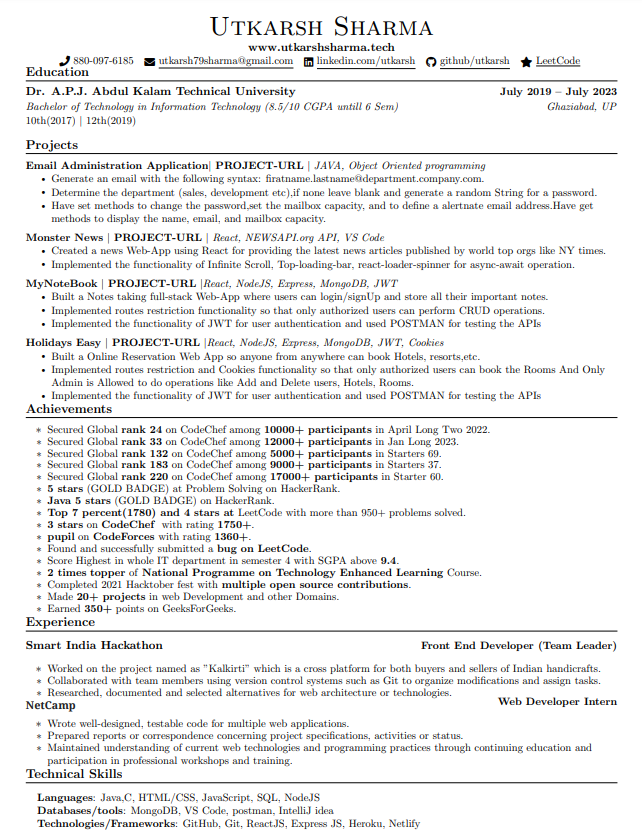 UTKARSH SHARMA
www.utkarshsharma.tech
880-097-6185 utkarsh79sharma@gmail.com linkedin.com/utkarsh github/utkarsh LeetCode
Education
Dr. A.P.J. Abdul Kalam Technical University July 2019 – July 2023
Bachelor of Technology in Information Technology (8.5/10 CGPA untill 6 Sem) Ghaziabad, UP
10th(2017) | 12th(2019)
Projects
Email Administration Application| PROJECT-URL | JAVA, Object Oriented programming
• Generate an email with the following syntax: firatname.lastname@department.company.com.
• Determine the department (sales, development etc),if none leave blank and generate a random String for a password.
• Have set methods to change the password,set the mailbox capacity, and to define a alertnate email address.Have get
methods to display the name, email, and mailbox capacity.
Monster News | PROJECT-URL | React, NEWSAPI.org API, VS Code
• Created a news Web-App using React for providing the latest news articles published by world top orgs like NY times.
• Implemented the functionality of Infinite Scroll, Top-loading-bar, react-loader-spinner for async-await operation.
MyNoteBook | PROJECT-URL |React, NodeJS, Express, MongoDB, JWT
• Built a Notes taking full-stack Web-App where users can login/signUp and store all their important notes.
• Implemented routes restriction functionality so that only authorized users can perform CRUD operations.
• Implemented the functionality of JWT for user authentication and used POSTMAN for testing the APIs
Holidays Easy | PROJECT-URL |React, NodeJS, Express, MongoDB, JWT, Cookies
• Built a Online Reservation Web App so anyone from anywhere can book Hotels, resorts,etc.
• Implemented routes restriction and Cookies functionality so that only authorized users can book the Rooms And Only
Admin is Allowed to do operations like Add and Delete users, Hotels, Rooms.
• Implemented the functionality of JWT for user authentication and used POSTMAN for testing the APIs
Achievements
∗ Secured Global rank 24 on CodeChef among 10000+ participants in April Long Two 2022.
∗ Secured Global rank 33 on CodeChef among 12000+ participants in Jan Long 2023.
∗ Secured Global rank 132 on CodeChef among 5000+ participants in Starters 69.
∗ Secured Global rank 183 on CodeChef among 9000+ participants in Starters 37.
∗ Secured Global rank 220 on CodeChef among 17000+ participants in Starter 60.
∗ 5 stars (GOLD BADGE) at Problem Solving on HackerRank.
∗ Java 5 stars (GOLD BADGE) on HackerRank.
∗ Top 7 percent(1780) and 4 stars at LeetCode with more than 950+ problems solved.
∗ 3 stars on CodeChef with rating 1750+.
∗ pupil on CodeForces with rating 1360+.
∗ Found and successfully submitted a bug on LeetCode.
∗ Score Highest in whole IT department in semester 4 with SGPA above 9.4.
∗ 2 times topper of National Programme on Technology Enhanced Learning Course.
∗ Completed 2021 Hacktober fest with multiple open source contributions.
∗ Made 20+ projects in web Development and other Domains.
∗ Earned 350+ points on GeeksForGeeks.
Experience
Smart India Hackathon Front End Developer (Team Leader)
∗ Worked on the project named as ”Kalkirti” which is a cross platform for both buyers and sellers of Indian handicrafts.
∗ Collaborated with team members using version control systems such as Git to organize modifications and assign tasks.
∗ Researched, documented and selected alternatives for web architecture or technologies.
NetCamp Web Developer Intern
∗ Wrote well-designed, testable code for multiple web applications.
∗ Prepared reports or correspondence concerning project specifications, activities or status.
∗ Maintained understanding of current web technologies and programming practices through continuing education and
participation in professional workshops and training.
Technical Skills
Languages: Java,C, HTML/CSS, JavaScript, SQL, NodeJS
Databases/tools: MongoDB, VS Code, postman, IntelliJ idea
Technologies/Frameworks: GitHub, Git, ReactJS, Express JS, Heroku, Netlify